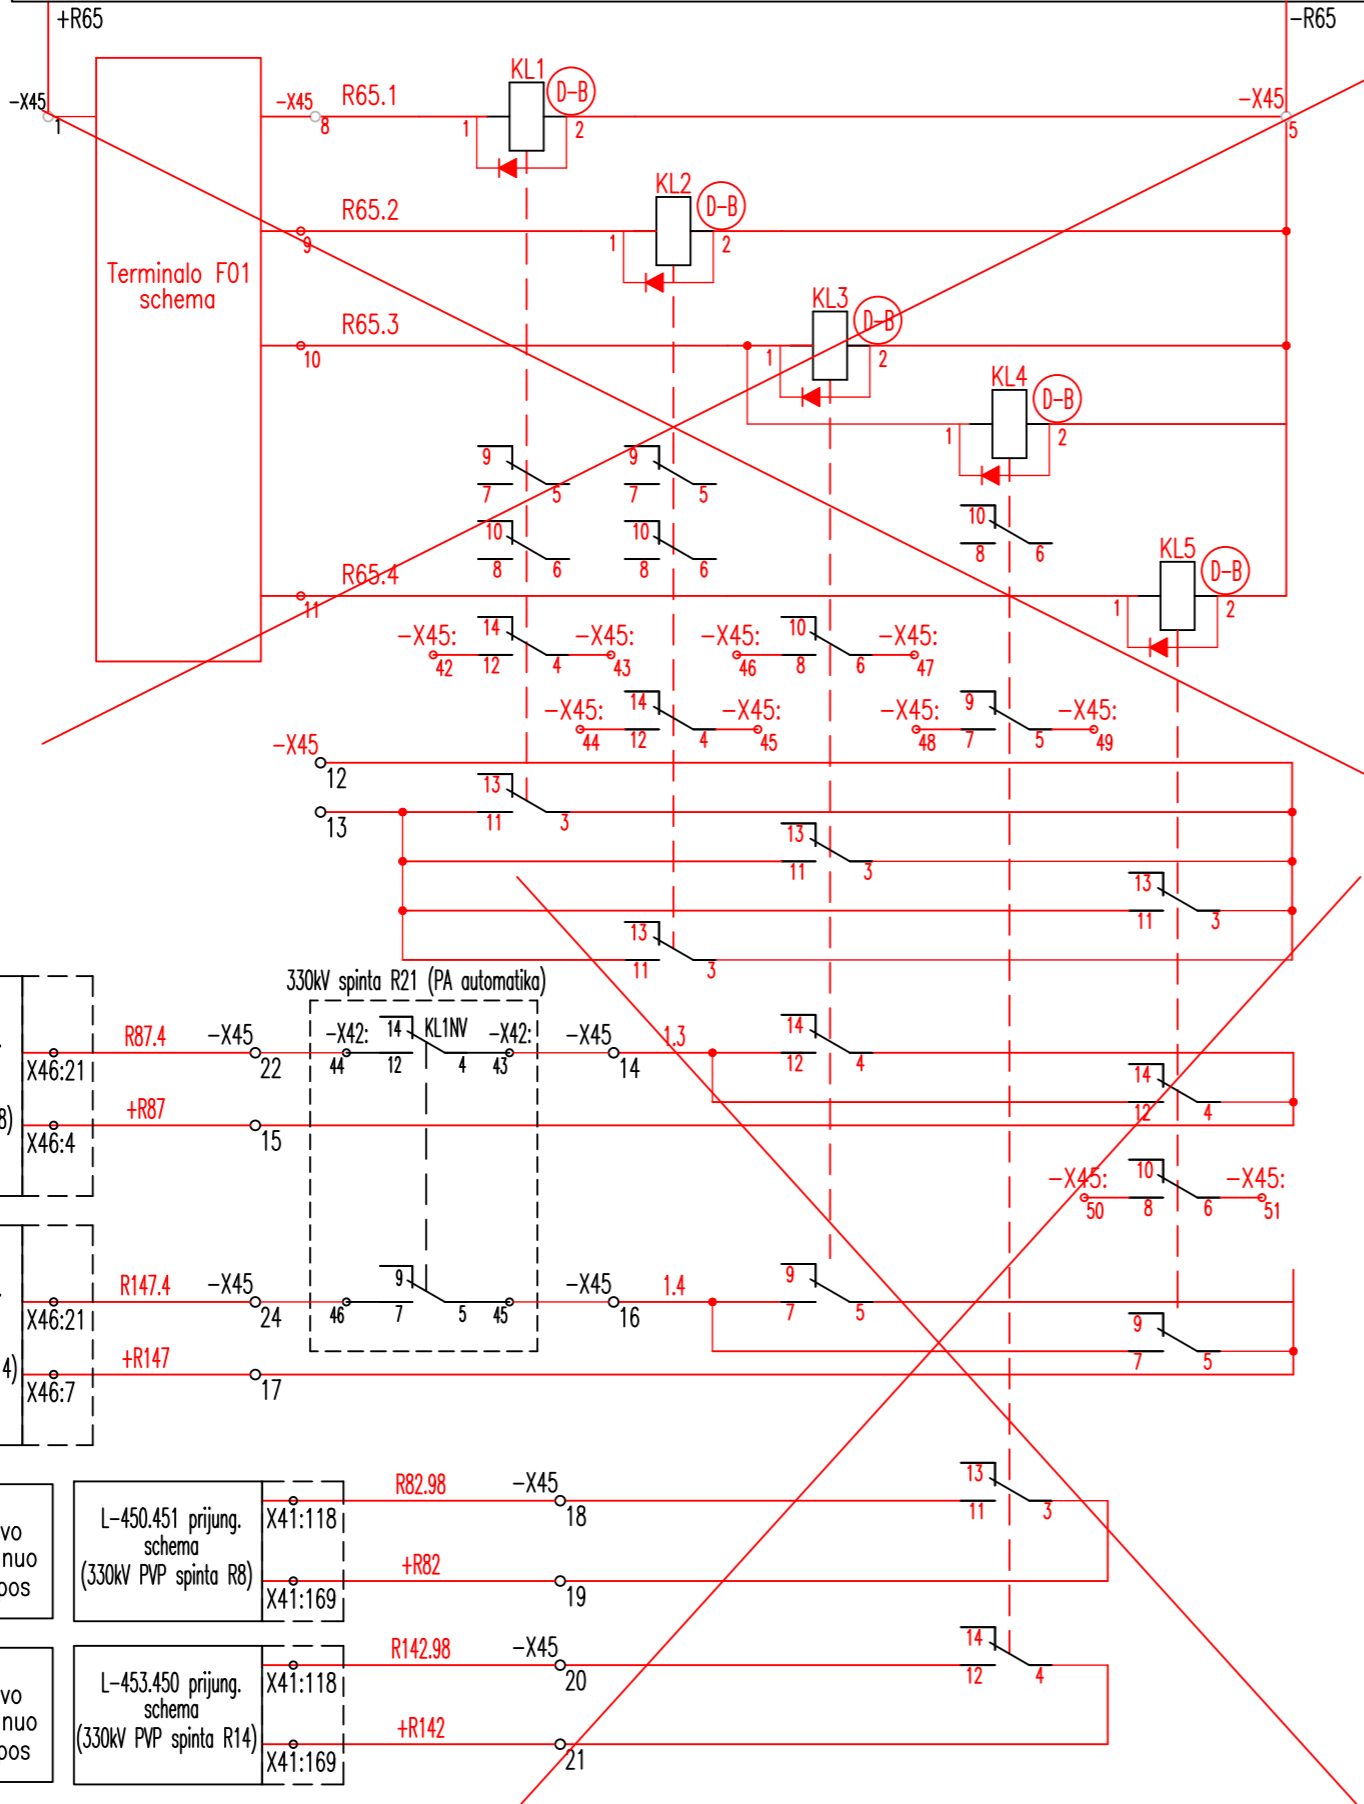 +R65
-R65
-X45
1
-X45
8
R65.1
KL1
D-B
1
2
-X45
5
R65.2
9
KL2
D-B
1
2
Terminalo F01
schema
R65.3
10
KL3
D-B
1
2
KL4
D-B
1
2
9
7
5
9
7
5
10
8
6
10
8
6
10
8
6
R65.4
11
KL5
D-B
1
2
-X45:
42
14
12
4
-X45:
43
-X45:
46
10
8
6
-X45:
47
-X45:
44
14
12
4
-X45:
45
-X45:
48
9
7
5
-X45:
49
-X45
12
13
13
11
3
13
11
3
13
11
3
13
11
3
330kV spinta R21 (PA automatika)
X46:21
R87.4
-X45
22
-X42:
44
14
12
KL1NV
4
-X42:
43
-X45
14
1.3
14
12
4
14
12
4
8)
X46:4
+R87
15
-X45:
50
10
8
6
-X45:
51
X46:21
R147.4
-X45
24
46
9
7
5
45
-X45
16
1.4
9
7
5
9
7
5
4)
X46:7
+R147
17
vo
nuo
pos
L-450.451 prijung.
schema
(330kV PVP spinta R8)
X41:118
R82.98
-X45
18
13
11
3
X41:169
+R82
19
vo
nuo
pos
L-453.450 prijung.
schema
(330kV PVP spinta R14)
X41:118
R142.98
-X45
20
14
12
4
X41:169
+R142
21